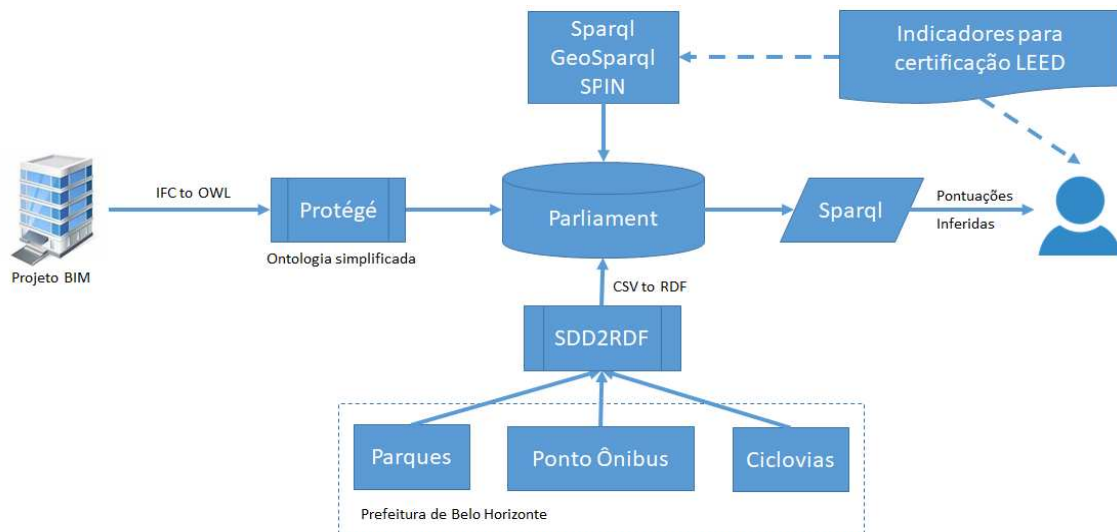 Sparql
GeoSparql
SPIN
Indicadores para
certificação LEED
IFC to OWL
Protégé
Parliament
Sparql
Pontuações
Inferidas
Ontologia simplificada
Projeto BIM
CSV to RDF
SDD2RDF
Parques
Ponto Ônibus
Ciclovias
Prefeitura de Belo Horizonte